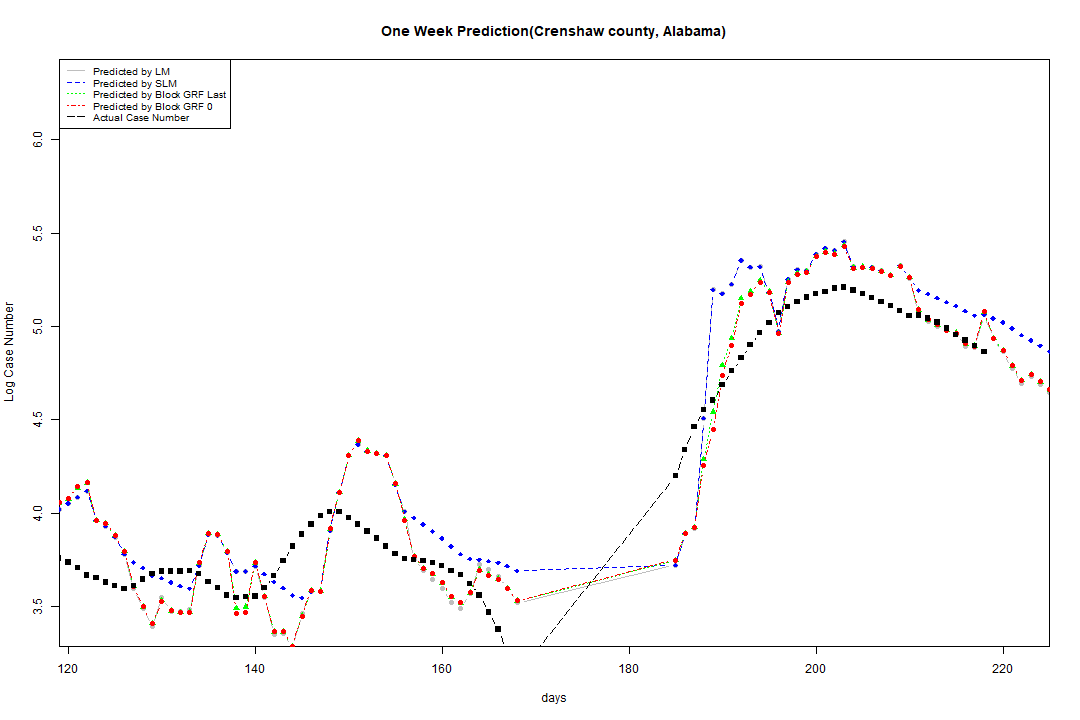 One Week Prediction(Crenshaw county, Alabama)
Predicted by LM
Predicted by SLM
Predicted by Block GRF Last
Predicted by Block GRF 0
Actual Case Number
Log Case Number
6.0
5.5
5.0
4.5
4.0
3.5
120 140 160 180 200 220
days